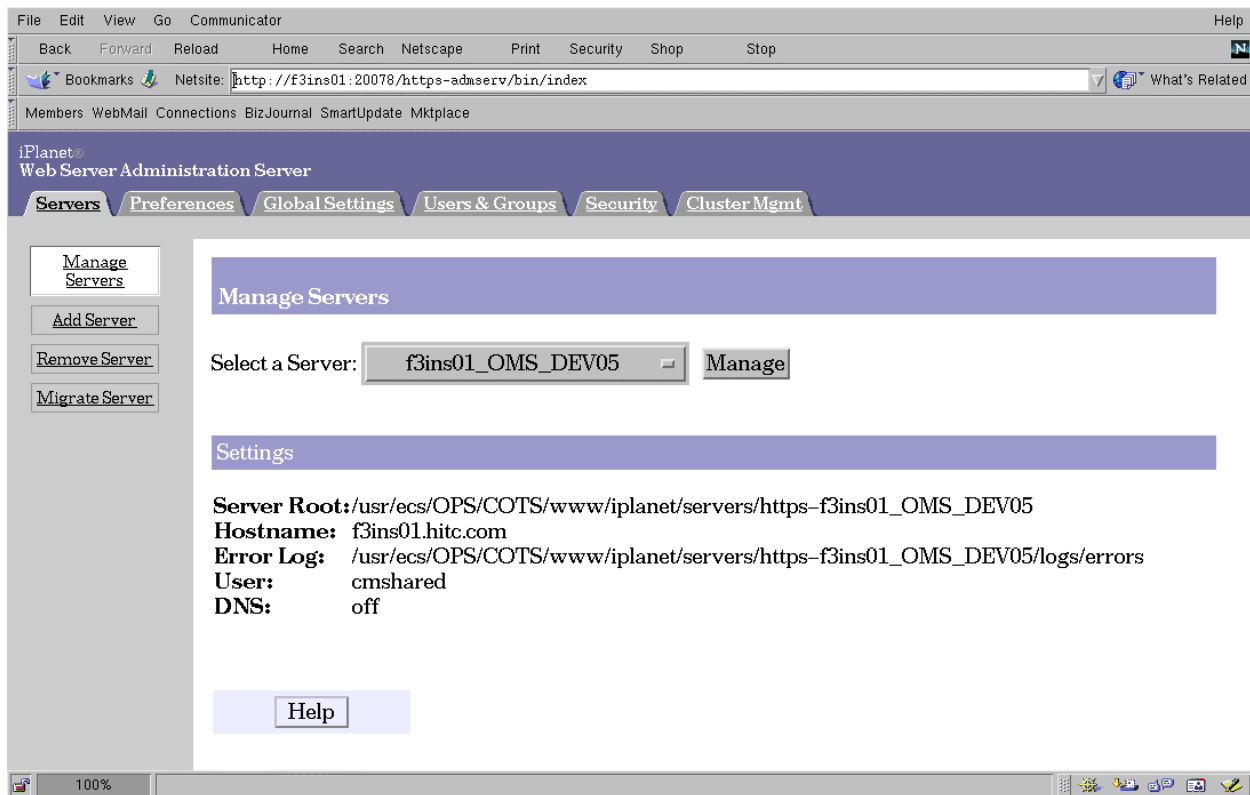 File Edit View Go Communicator Help
Back Forward Reload Home Search Netscape Print Security Shop Stop
N
Bookmarks Netsite: http://f3ins01:20078/https-admserv/bin/index What's Related
Members WebMail Connections BizJournal SmartUpdate Mktplace
iPlanet®
Web Server Administration Server
Servers Preferences Global Settings Users & Groups Security Cluster Mgmt
Manage
Servers
Add Server
Remove Server
Migrate Server
Manage Servers
Select a Server: f3ins01_OMS_DEV05 Manage
Settings
Server Root: /usr/ecs/OPS/COTS/www/iplanet/servers/https-f3ins01_OMS_DEV05
Hostname: f3ins01.hitc.com
Error Log: /usr/ecs/OPS/COTS/www/iplanet/servers/https-f3ins01_OMS_DEV05/logs/errors
User: cmshared
DNS: off
Help
100%